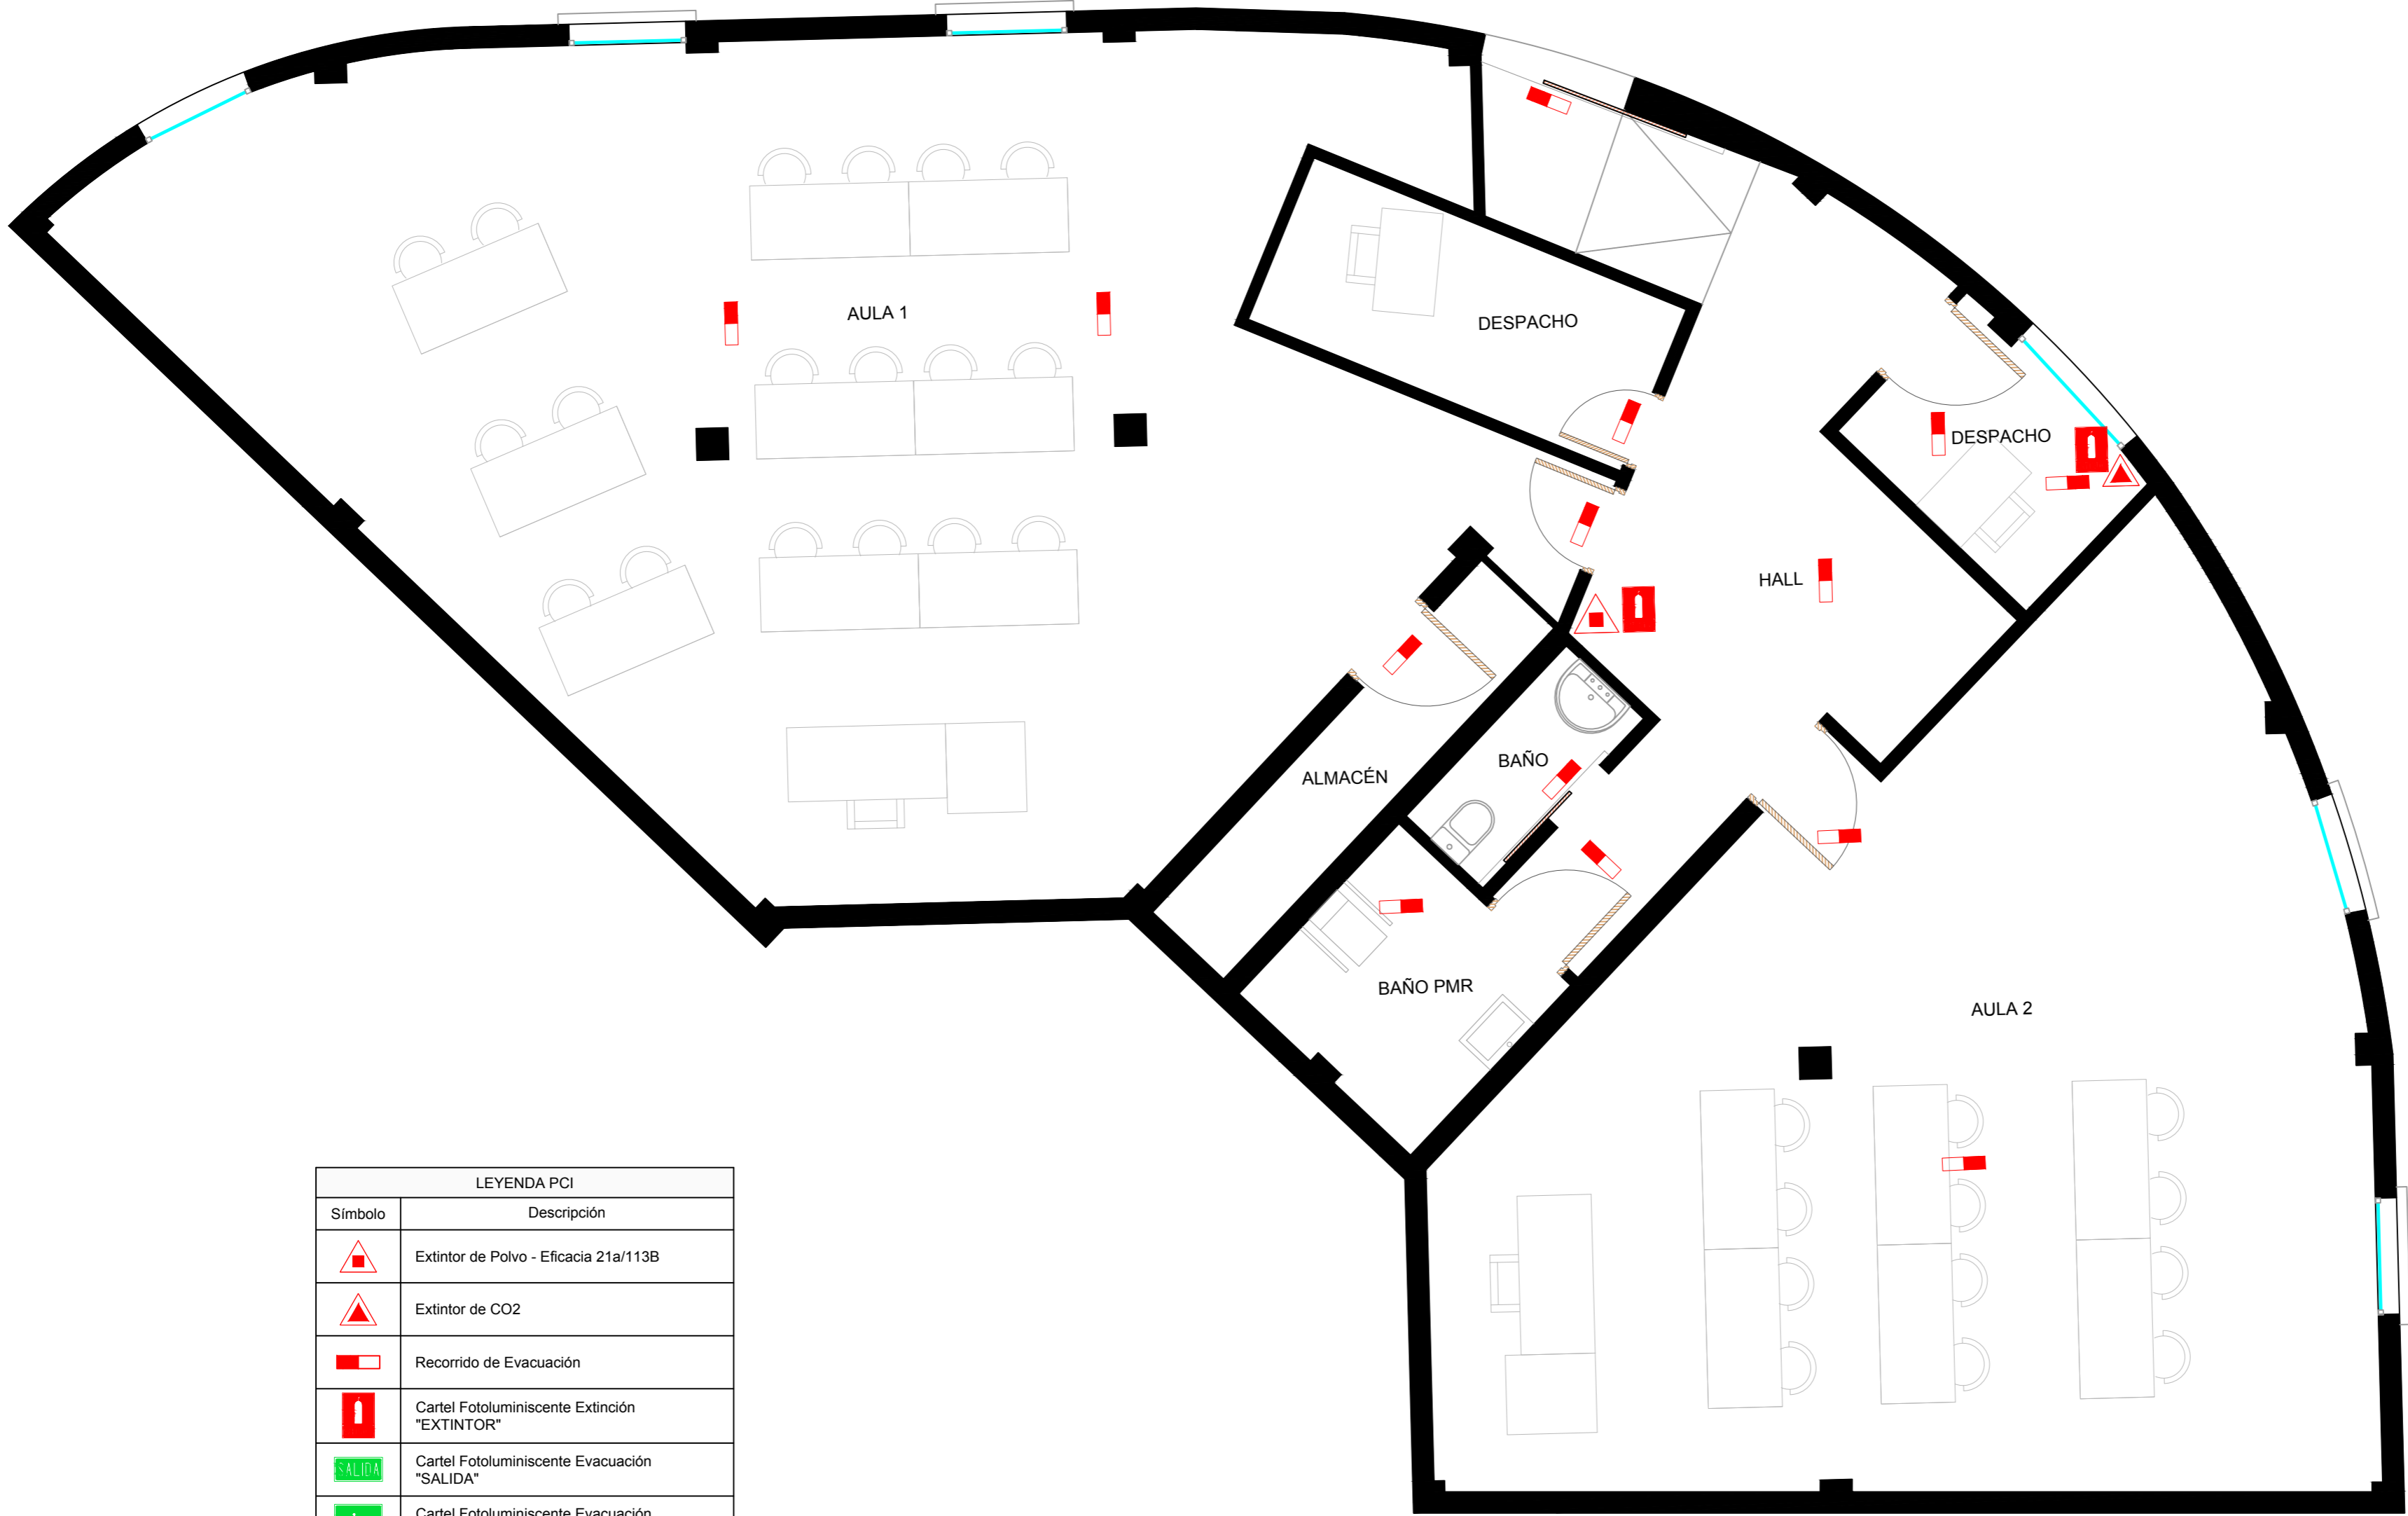 AULA 1
DESPACHO
DESPACHO
HALL
BAÑO
ALMACÉN
BAÑO PMR
AULA 2
LEYENDA PCI
Símbolo Descripción
Extintor de Polvo - Eficacia 21a/113B
Extintor de CO2
Recorrido de Evacuación
Cartel Fotoluminiscente Extinción
"EXTINTOR"
SALIDA
Cartel Fotoluminiscente Evacuación
"SALIDA"
Cartel Fotoluminiscente Evacuación